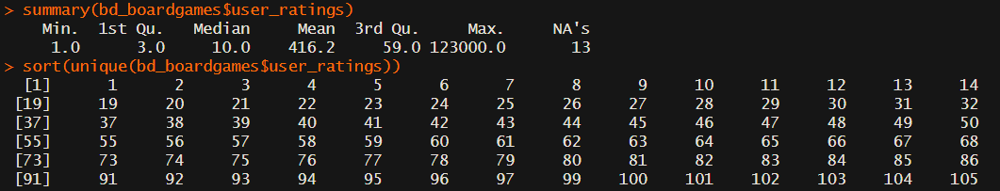 > summary(bd_boardgames$user_ratings)
Min. 1st Qu. Median Mean 3rd Qu. Max. NA's
1.0 3.0 10.0 416.2 59.0 123000.0 13
> sort(unique(bd_boardgames$user_ratings))
[1] 1 2 3 4 5 6 7 8 9 10 11 12 13 14
[19] 19 20 21 22 23 24 25 26 27 28 29 30 31 32
[37] 37 38 39 40 41 42 43 44 45 46 47 48 49 50
[55] 55 56 57 58 59 60 61 62 63 64 65 66 67 68
[73] 73 74 75 76 77 78 79 80 81 82 83 84 85 86
[91] 91 92 93 94 95 96 97 99 100 101 102 103 104 105